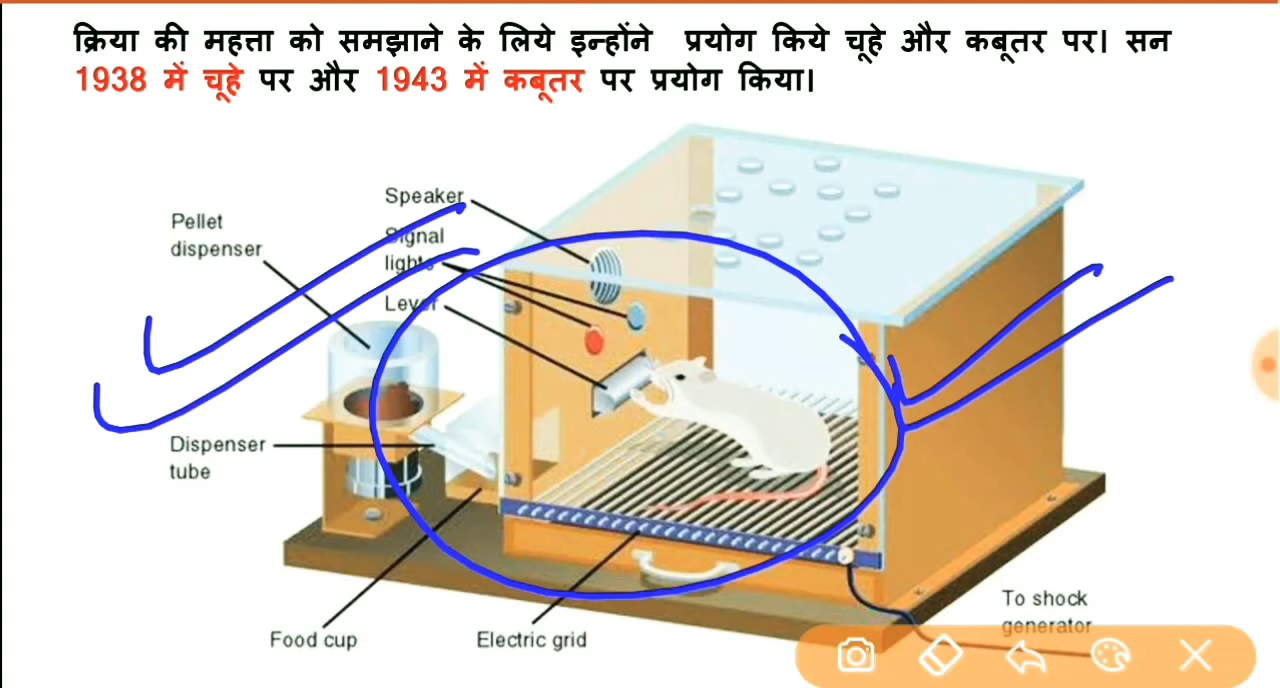 क्रिया की महत्ता को समझाने के लिये इन्होंने प्रयोग किये चूहे और कबूतर पर। सन
1938 में चूहे पर और 1943 में कबूतर पर प्रयोग किया।
Speaker
Pellet
dispenser
Signal
lights
Lever
Dispenser
tube
Food cup
Electric grid
To shock
generator